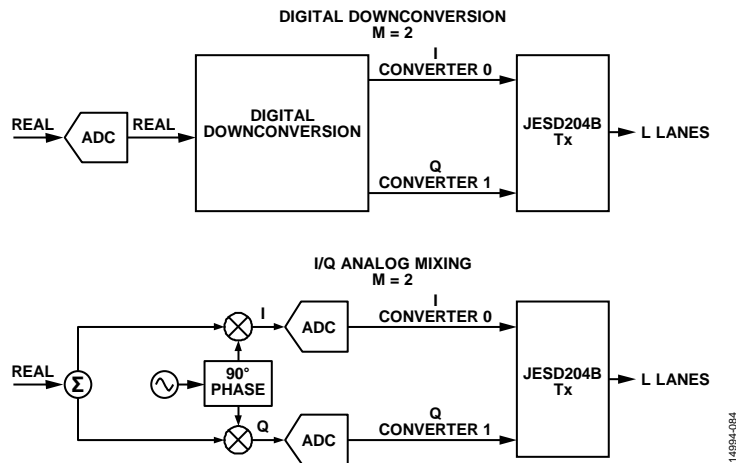 DIGITAL DOWNCONVERSION
M = 2
I
CONVERTER 0
REAL
ADC
REAL
DIGITAL
DOWNCONVERSION
JESD204B
Tx
L LANES
Q
CONVERTER 1
I/Q ANALOG MIXING
M = 2
I
ADC
I
CONVERTER 0
REAL
Σ
90°
PHASE
JESD204B
Tx
L LANES
Q
ADC
Q
CONVERTER 1
14994-084